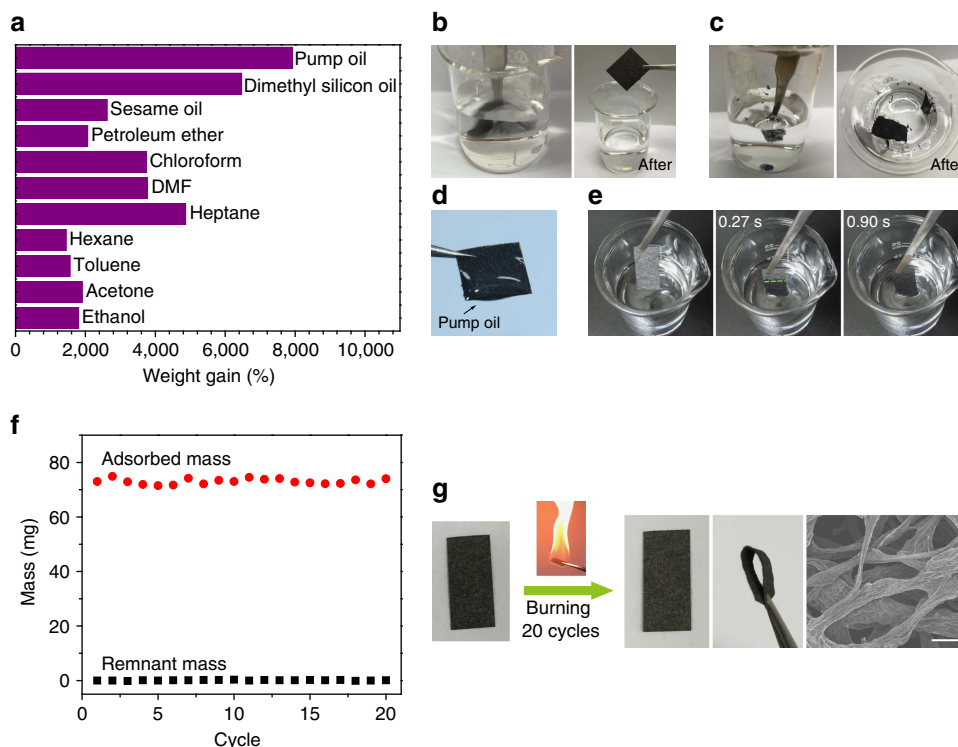 a
Pump oil
Dimethyl silicon oil
Sesame oil
Petroleum ether
Chloroform
DMF
Heptane
Hexane
Toluene
Acetone
Ethanol
0 2,000 4,000 6,000 8,000 10,000
Weight gain (%)
b
After
c
After
d
Pump oil
e
0.27 s
0.90 s
f
80
60
40
20
0
Adsorbed mass
Remnant mass
Mass (mg)
0 5 10 15 20
Cycle
g
Burning
20 cycles